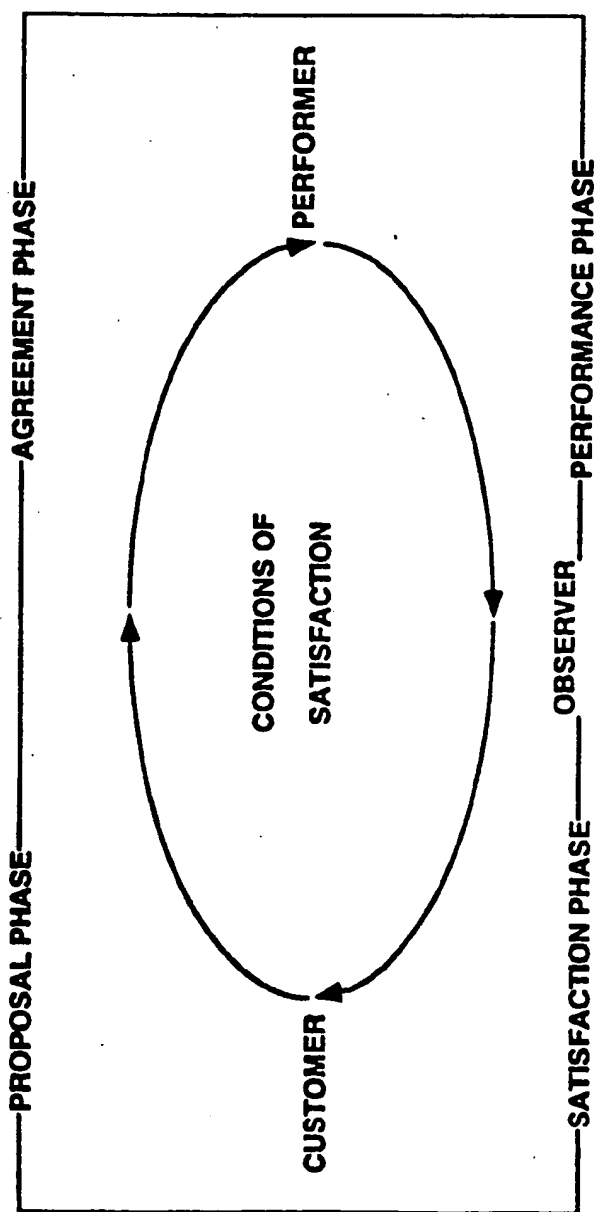 PROPOSAL PHASE
AGREEMENT PHASE
CUSTOMER
CONDITIONS OF
SATISFACTION
PERFORMER
SATISFACTION PHASE
OBSERVER
PERFORMANCE PHASE